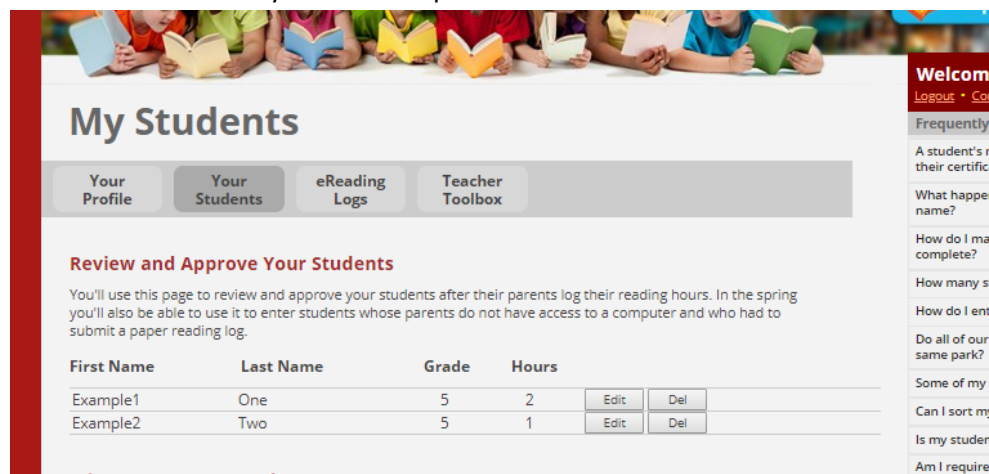 Welcom
Logout • Co
My Students
Frequently
A student's
their certific
Your Profile
Your Students
eReading Logs
Teacher Toolbox
What happe
name?
How do I ma
complete?
Review and Approve Your Students
You'll use this page to review and approve your students after their parents log their reading hours. In the spring
you'll also be able to use it to enter students whose parents do not have access to a computer and who had to
submit a paper reading log.
How many s
How do I ent
Do all of our
same park?
First Name Last Name Grade Hours
Example1 One 5 2 Edit Del
Example2 Two 5 1 Edit Del
Some of my
Can I sort my
Is my studen
Am I require